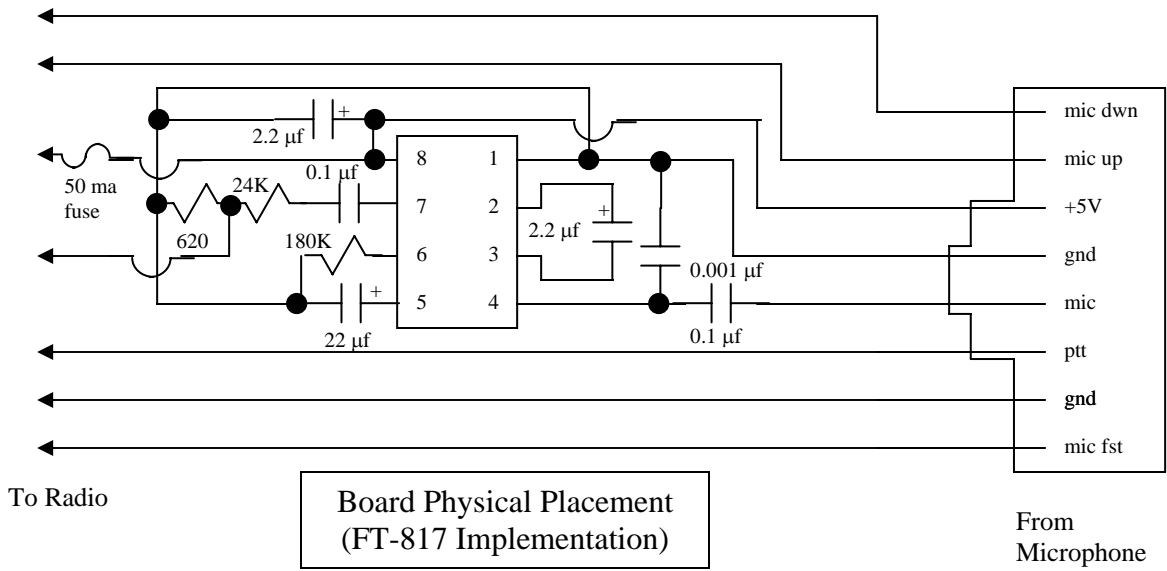 mic dwn
mic up
+
2.2 μf
8
1
50 ma
fuse
0.1 μf
24K
7
2
+
+5V
2.2 μf
620
180K
6
3
gnd
0.001 μf
+
5
4
mic
22 μf
0.1 μf
ptt
gnd
mic fst
To Radio
Board Physical Placement
(FT-817 Implementation)
From
Microphone